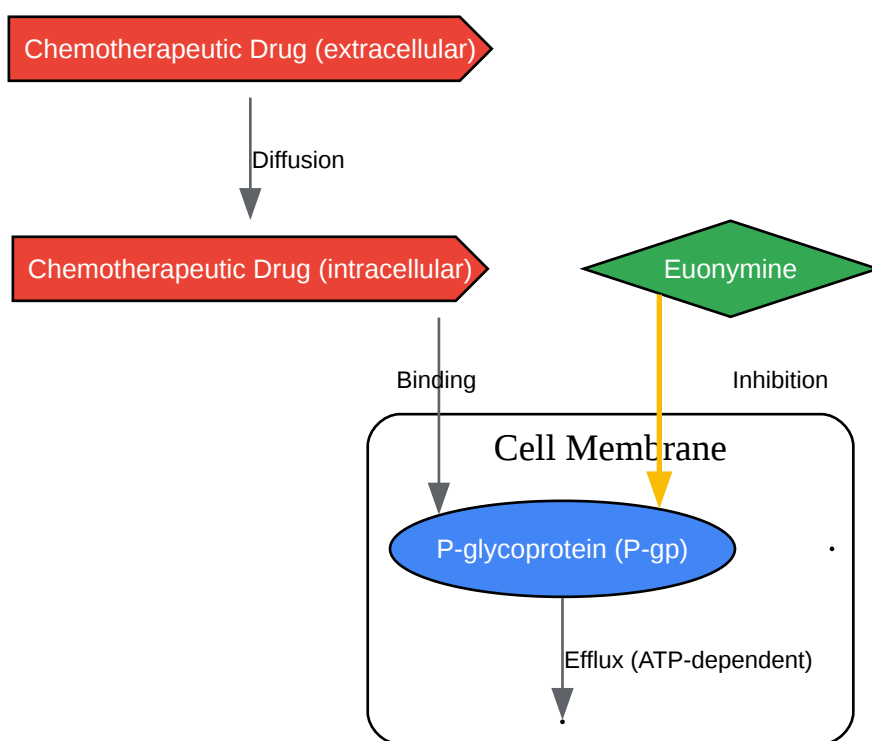 Chemotherapeutic Drug (extracellular)
Diffusion
Chemotherapeutic Drug (intracellular)
Euonymine
Binding
Inhibition
Cell Membrane
P-glycoprotein (P-gp)
Efflux (ATP-dependent)